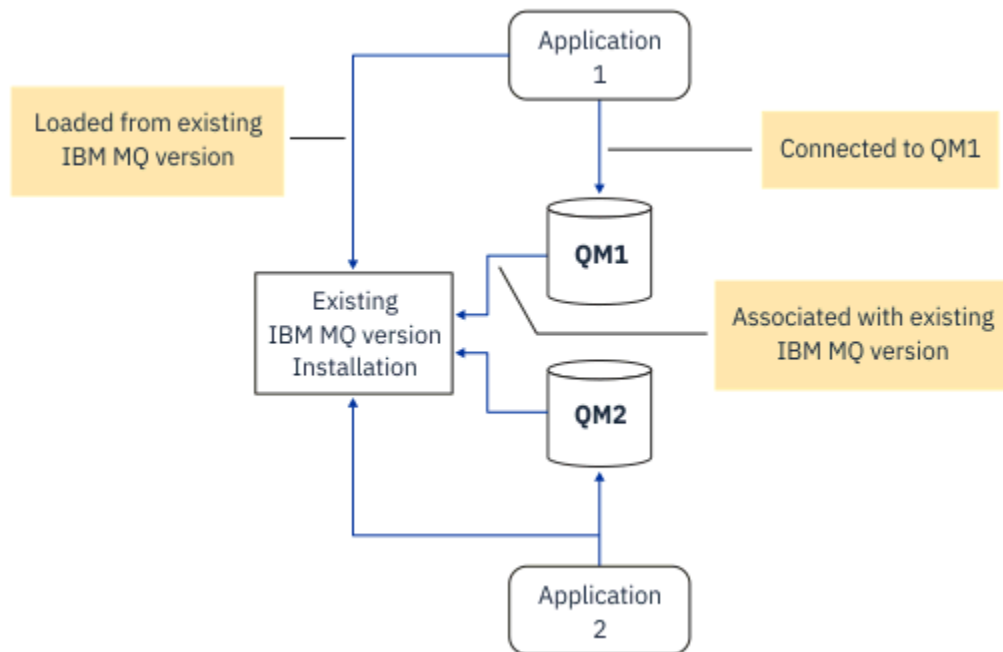 Application
1
Loaded from existing
IBM MQ version
Connected to QM1
QM1
Existing
IBM MQ version
Installation
Associated with existing
IBM MQ version
QM2
Application
2